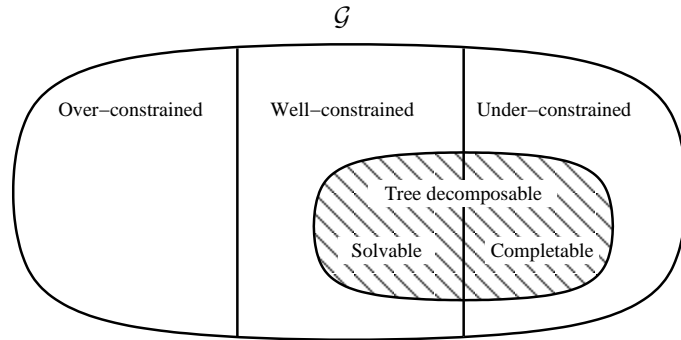 𝒢
Over−constrained Well−constrained Under−constrained
Tree decomposable
Solvable Completable